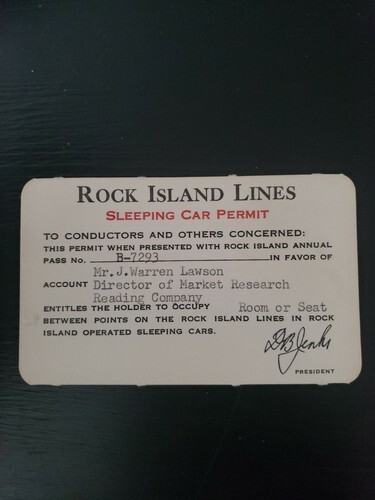 ROCK ISLAND LINES
SLEEPING CAR PERMIT
TO CONDUCTORS AND OTHERS CONCERNED:
THIS PERMIT WHEN PRESENTED WITH ROCK ISLAND ANNUAL
PASS No. B-7293 IN FAVOR OF
Mr. J. Warren Lawson
ACCOUNT Director of Market Research
Reading Company
ENTITLES THE HOLDER TO OCCUPY Room or Seat
BETWEEN POINTS ON THE ROCK ISLAND LINES IN ROCK
ISLAND OPERATED SLEEPING CARS.
D B Jenks
PRESIDENT